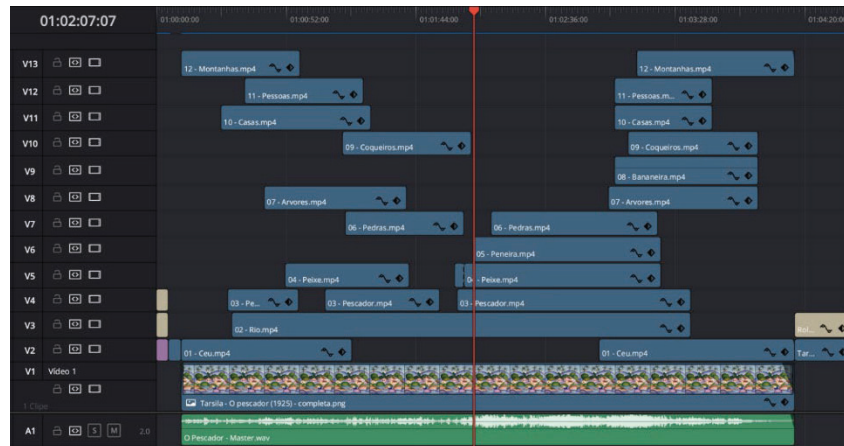 01:02:07:07 01:00:00:00 01:00:52:00 01:01:44:00 01:02:36:00 01:03:28:00 01:04:20:0
V13 12 - Montanhas.mp4 12 - Montanhas.mp4
V12 11 - Pessoas.mp4 11 - Pessoas.m...
V11 10 - Casas.mp4 10 - Casas.mp4
V10 09 - Coqueiros.mp4 09 - Coqueiros.mp4
V9 08 - Bananeira.mp4
V8 07 - Arvores.mp4 07 - Arvores.mp4
V7 06 - Pedras.mp4 06 - Pedras.mp4
V6 05 - Peneira.mp4
V5 04 - Peixe.mp4 - Peixe.mp4
V4 03 - Pe... 03 - Pescador.mp4 03 - Pescador.mp4
V3 02 - Rio.mp4 Rol...
V2 01 - Ceu.mp4 01 - Ceu.mp4 Tar...
V1 Video 1
1 Clipe Tarsila - O pescador (1925) - completa.png
A1 S M 2.0
O Pescador - Master.wav